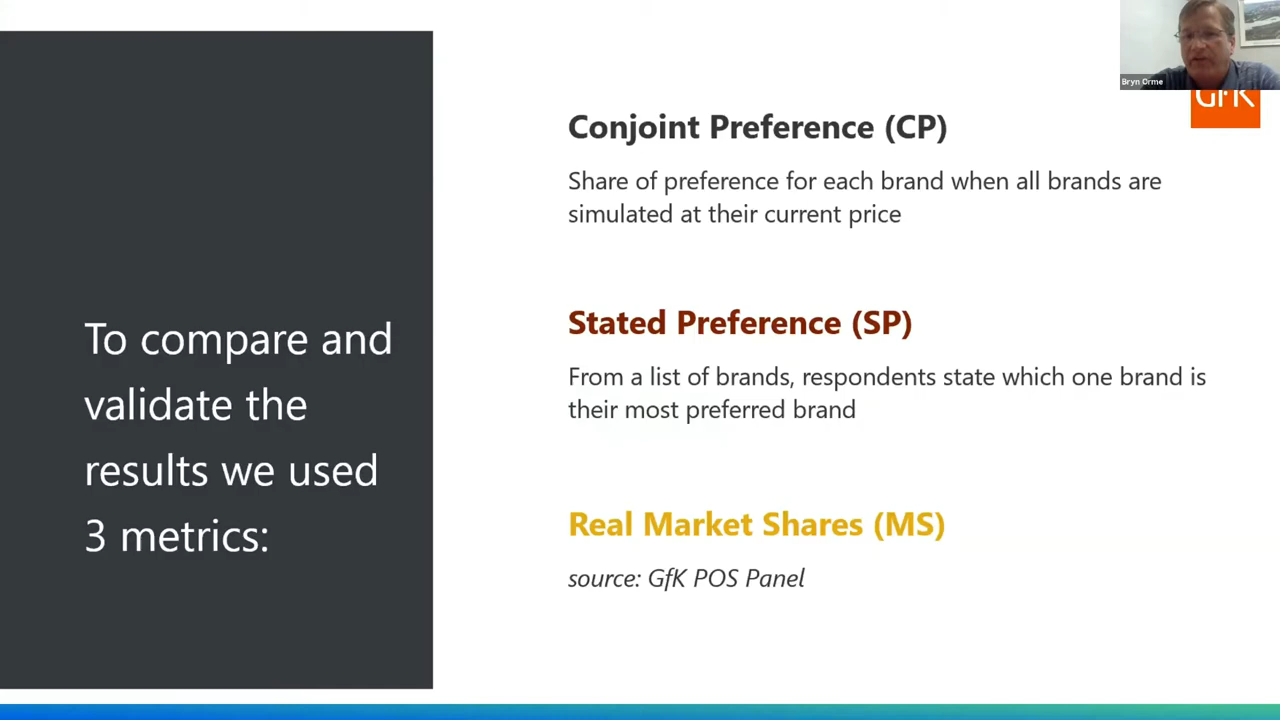 Bryn Orme
GfK
Conjoint Preference (CP)
Share of preference for each brand when all brands are
simulated at their current price
Stated Preference (SP)
From a list of brands, respondents state which one brand is
their most preferred brand
Real Market Shares (MS)
source: GfK POS Panel
To compare and
validate the
results we used
3 metrics: